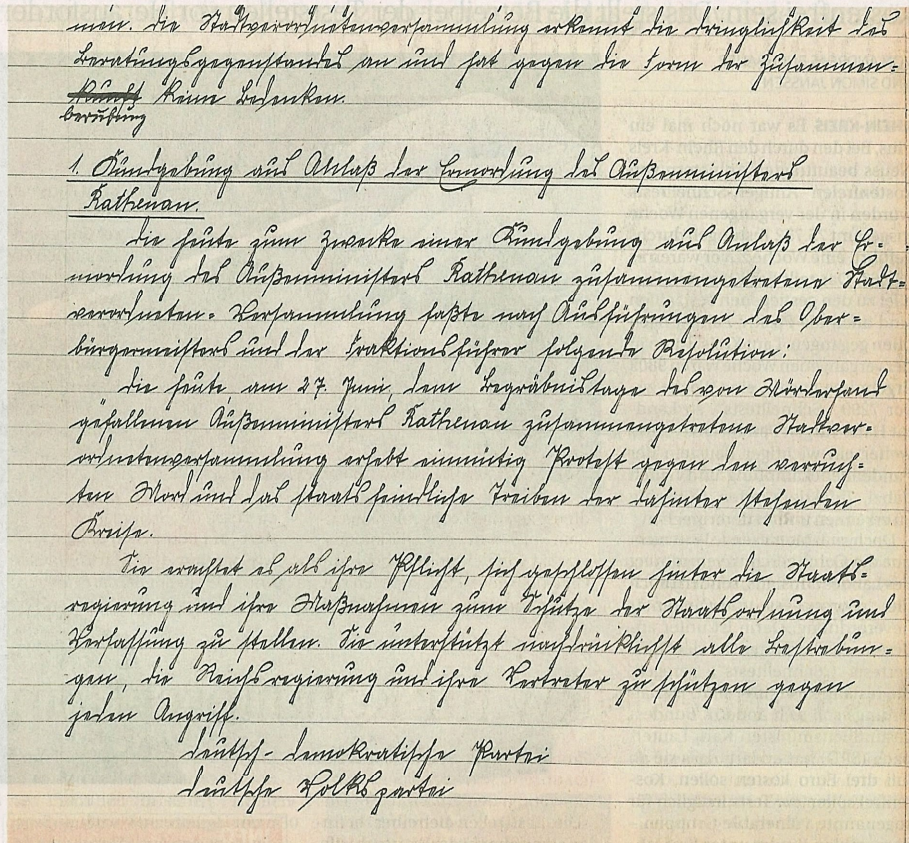 men. Die Stadtverordnetenversammlung erkennt die Dringlichkeit des
Beratungsgegenstandes an und hat gegen die Form der Zusammen=
kunft keine Bedenken.
berufung
1. Kundgebung aus Anlaß der Ermordung des Außenministers
Rathenau.
Die heute zum Zwecke einer Kundgebung aus Anlaß der Er=
mordung des Außenministers Rathenau zusammengetretene Stadt=
verordneten=Versammlung faßte nach Ausführungen des Ober=
bürgermeisters und der Fraktionsführer folgende Resolution:
„Die heute, am 27. Juni, dem Begräbnistage des von Mörderhand
gefallenen Außenministers Rathenau zusammengetretene Stadtver=
ordnetenversammlung erhebt einmütig Protest gegen den verruch=
ten Mord und das staatsfeindliche Treiben der dahinter stehenden
Kreise.
Sie erachtet es als ihre Pflicht, sich geschlossen hinter die Staats=
regierung und ihre Maßnahmen zum Schutze der Staatsordnung und
Verfassung zu stellen. Sie unterstützt nachdrücklichst alle Bestrebun=
gen, die Reichsregierung und ihre Vertreter zu schützen gegen
jeden Angriff.
Deutsch-demokratische Partei
Deutsche Volkspartei